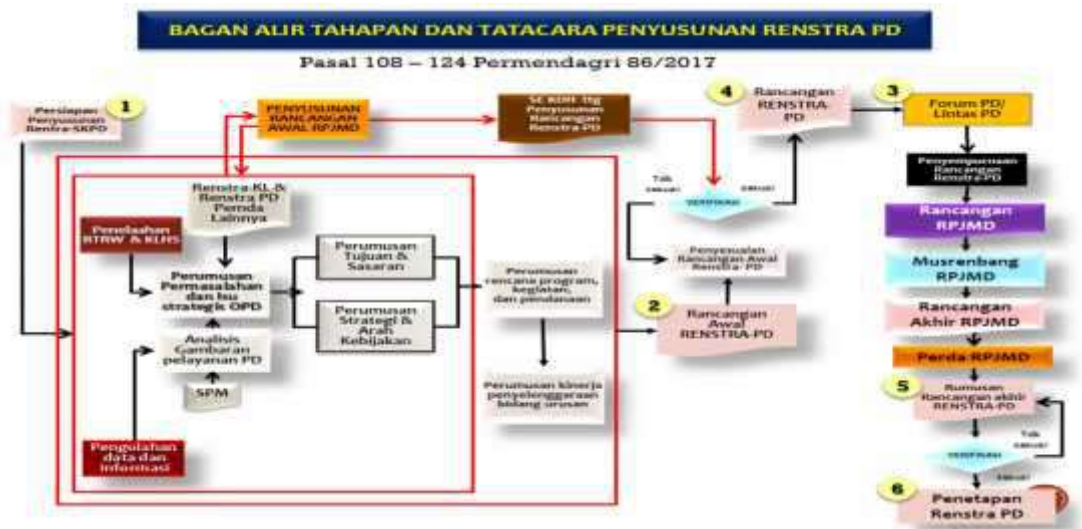 BAGAN ALIR TAHAPAN DAN TATACARA PENYUSUNAN RENSTRA PD
Pasal 108 – 124 Permendagri 86/2017
1
Persiapan
Penyusunan
Renstra-SKPD
PENYUSUNAN
RANCANGAN
AWAL RPJMD
SE KDH ttg
Penyusunan
Rancangan
Renstra-PD
4
Rancangan
RENSTRA-
PD
3
Forum PD/
Lintas PD
Penyempurnaan
Rancangan
Renstra-PD
Rancangan
RPJMD
Musrenbang
RPJMD
Rancangan
Akhir RPJMD
Perda RPJMD
5
Rumusan
Rancangan akhir
RENSTRA-PD
Tdk
sesuai
VERIFIKASI
sesuai
6
Penetapan
Renstra PD
Tdk
sesuai
sesuai
VERIFIKASI
Penyesuaian
Rancangan Awal
Renstra- PD
2
Rancangan
Awal
RENSTRA-PD
Renstra-KL-&
Renstra PD
Pemda
Lainnya
Penelaahan
RTRW & KLHS
Perumusan
Permasalahan
dan Isu
strategik OPD
Analisis
Gambaran
pelayanan PD
SPM
Pengolahan
data dan
informasi
Perumusan
Tujuan &
Sasaran
Perumusan
Strategi &
Arah
Kebijakan
Perumusan
rencana program,
kegiatan,
dan pendanaan
Perumusan kinerja
penyelenggaraan
bidang urusan